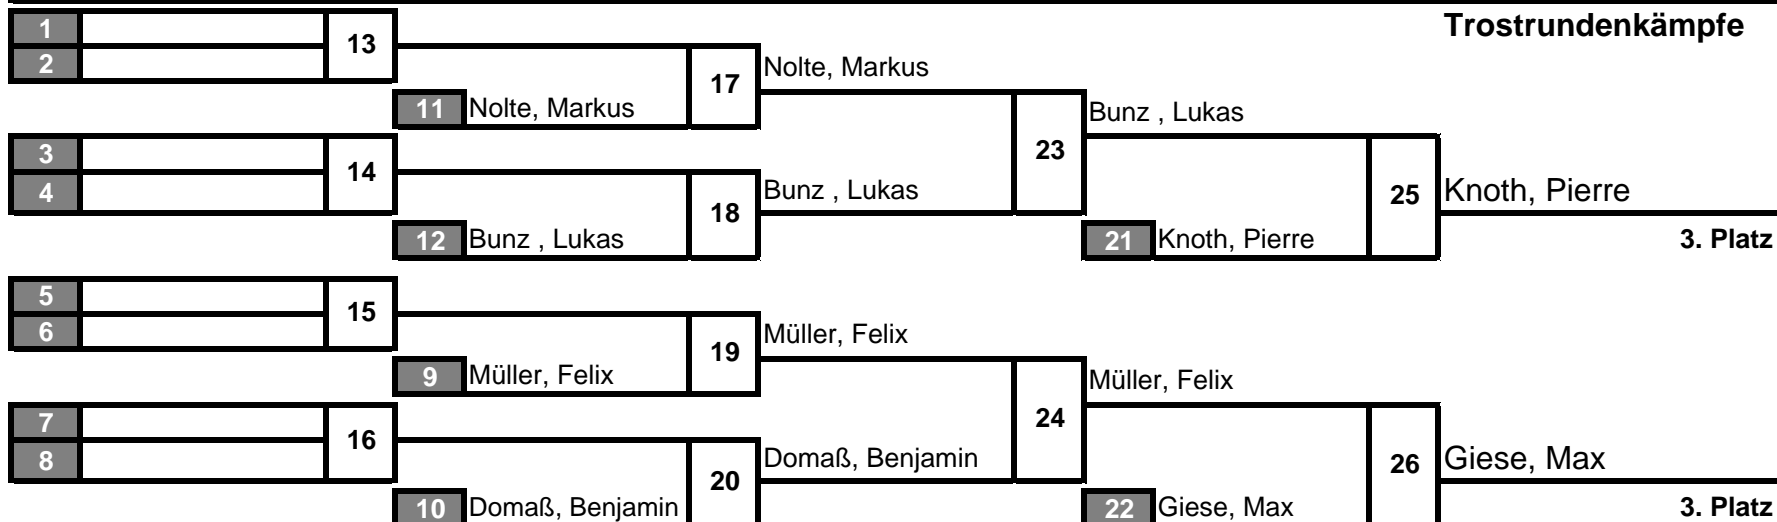 Trostrundenkämpfe
1
13
2
17 Nolte, Markus
11 Nolte, Markus
Bunz , Lukas
3
14
23
4
18 Bunz , Lukas
25 Knoth, Pierre
12 Bunz , Lukas
21 Knoth, Pierre
3. Platz
5
15
6
19 Müller, Felix
9 Müller, Felix
Müller, Felix
7
16
24
8
20 Domaß, Benjamin
26 Giese, Max
10 Domaß, Benjamin
22 Giese, Max
3. Platz